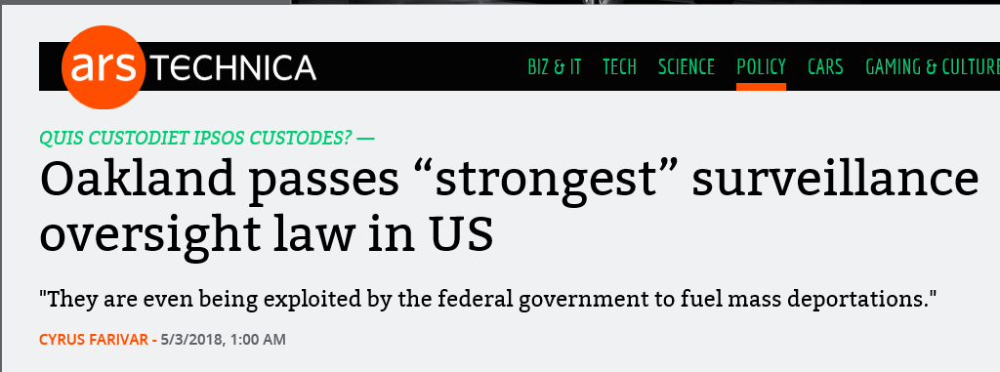 ars TECHNICA
BIZ & IT TECH SCIENCE POLICY CARS GAMING & CULTURE
QUIS CUSTODIET IPSOS CUSTODES? —
Oakland passes “strongest” surveillance
oversight law in US
"They are even being exploited by the federal government to fuel mass deportations."
CYRUS FARIVAR - 5/3/2018, 1:00 AM